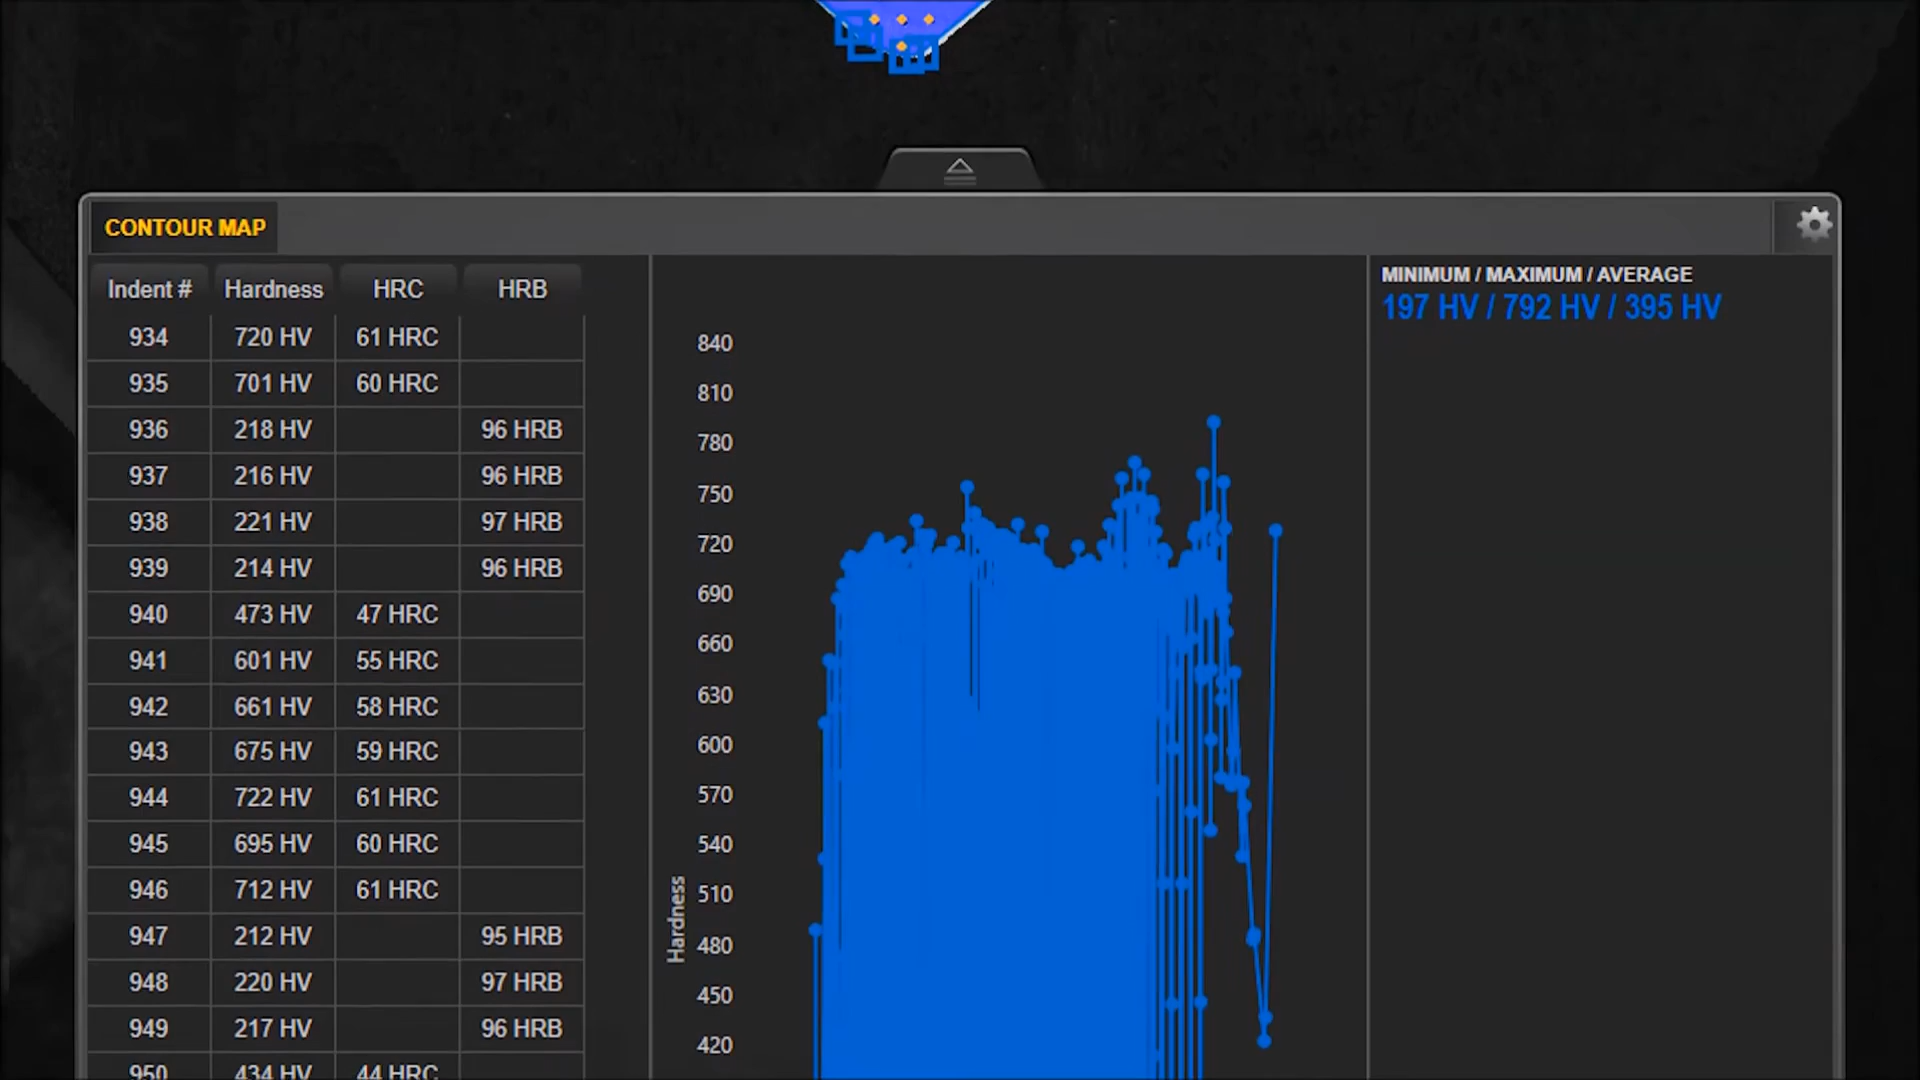 CONTOUR MAP
Indent # Hardness HRC HRB
934 720 HV 61 HRC
935 701 HV 60 HRC
936 218 HV 96 HRB
937 216 HV 96 HRB
938 221 HV 97 HRB
939 214 HV 96 HRB
940 473 HV 47 HRC
941 601 HV 55 HRC
942 661 HV 58 HRC
943 675 HV 59 HRC
944 722 HV 61 HRC
945 695 HV 60 HRC
946 712 HV 61 HRC
947 212 HV 95 HRB
948 220 HV 97 HRB
949 217 HV 96 HRB
950 434 HV 44 HRC
Hardness
840
810
780
750
720
690
660
630
600
570
540
510
480
450
420
MINIMUM / MAXIMUM / AVERAGE
197 HV / 792 HV / 395 HV